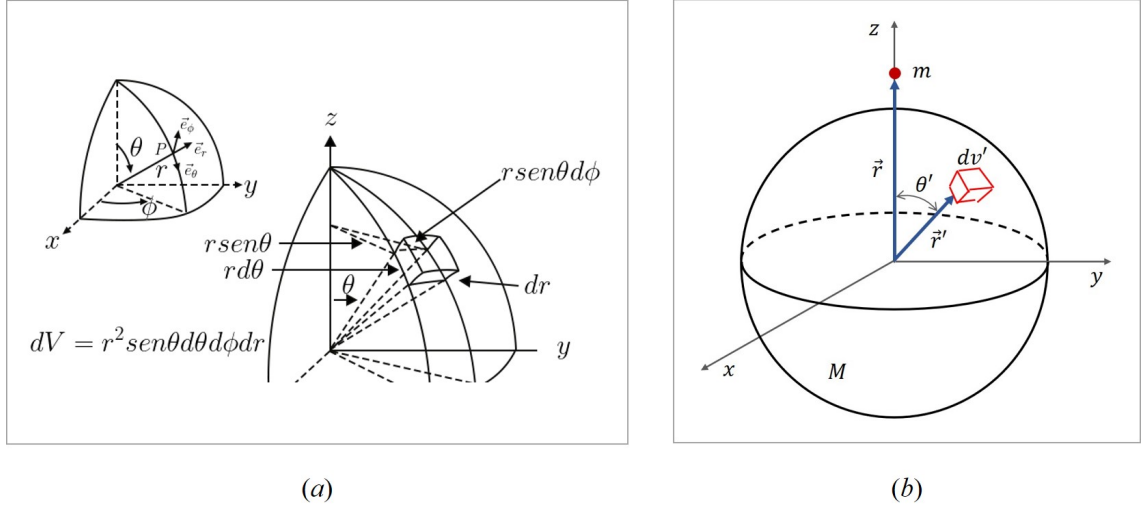 z
r⃗
m
θ
P
e⃗_ϕ
e⃗_r
e⃗_θ
r
ϕ
y
x
z
rsenθdϕ
rsenθ
rdθ
θ
dr
y
dV = r²senθdθdϕdr
dv′
θ′
r⃗′
y
x
M
(a)
(b)